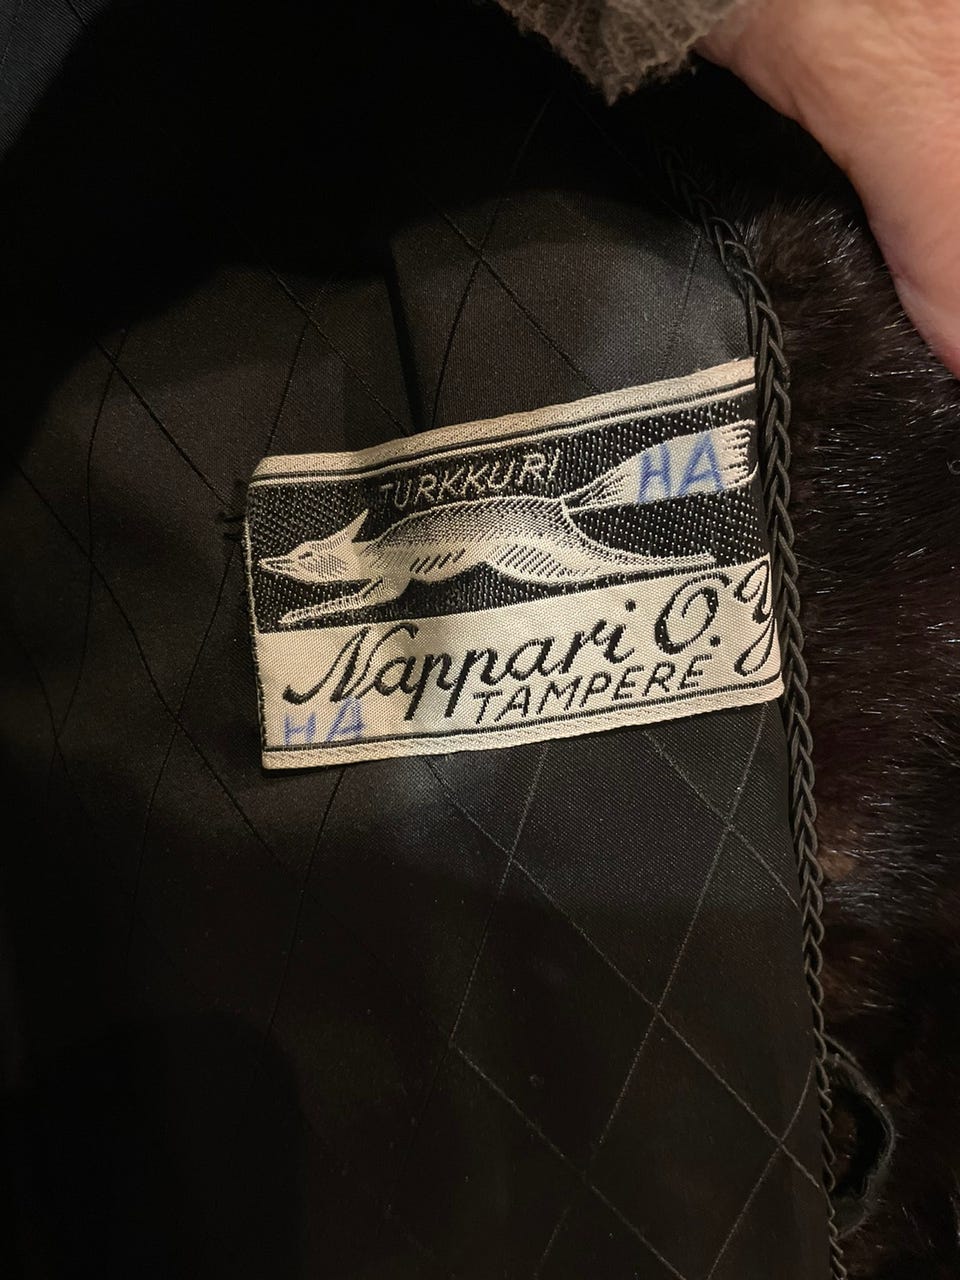 TURKKURI
HA
Nappari O.Y
TAMPERE
HA